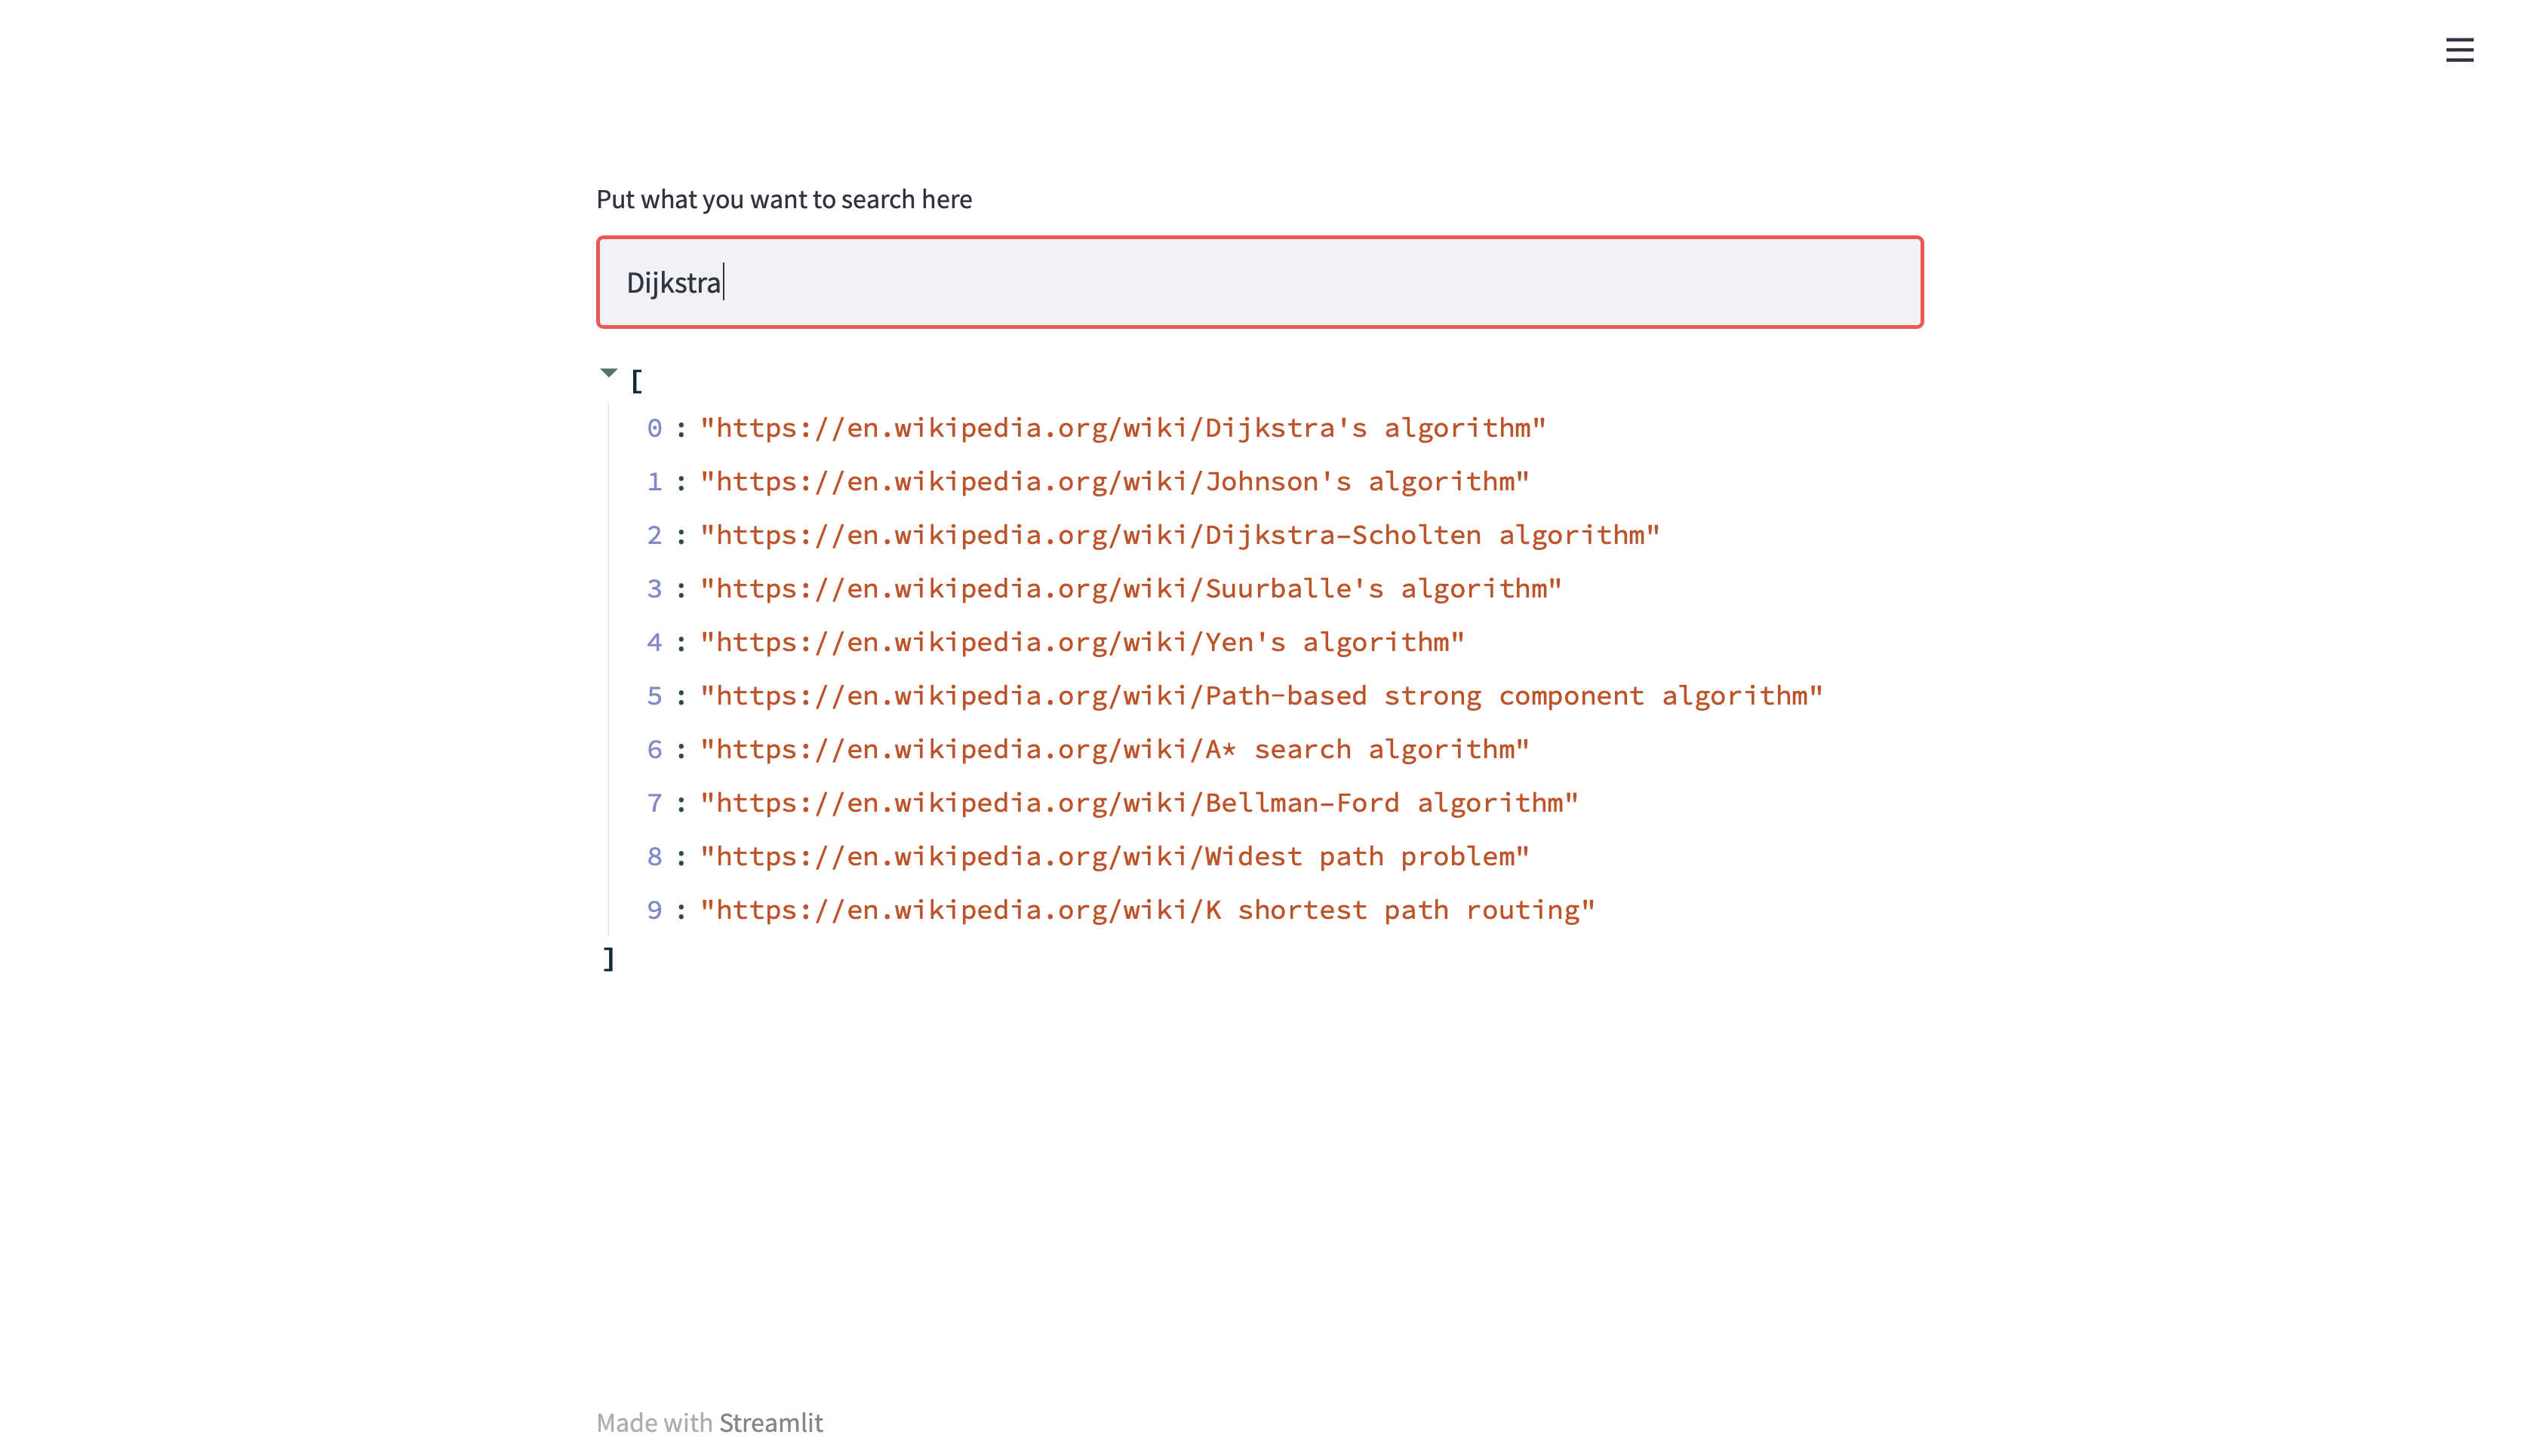 Put what you want to search here
Dijkstra
[
0 : "https://en.wikipedia.org/wiki/Dijkstra's algorithm"
1 : "https://en.wikipedia.org/wiki/Johnson's algorithm"
2 : "https://en.wikipedia.org/wiki/Dijkstra–Scholten algorithm"
3 : "https://en.wikipedia.org/wiki/Suurballe's algorithm"
4 : "https://en.wikipedia.org/wiki/Yen's algorithm"
5 : "https://en.wikipedia.org/wiki/Path-based strong component algorithm"
6 : "https://en.wikipedia.org/wiki/A* search algorithm"
7 : "https://en.wikipedia.org/wiki/Bellman–Ford algorithm"
8 : "https://en.wikipedia.org/wiki/Widest path problem"
9 : "https://en.wikipedia.org/wiki/K shortest path routing"
]
Made with Streamlit